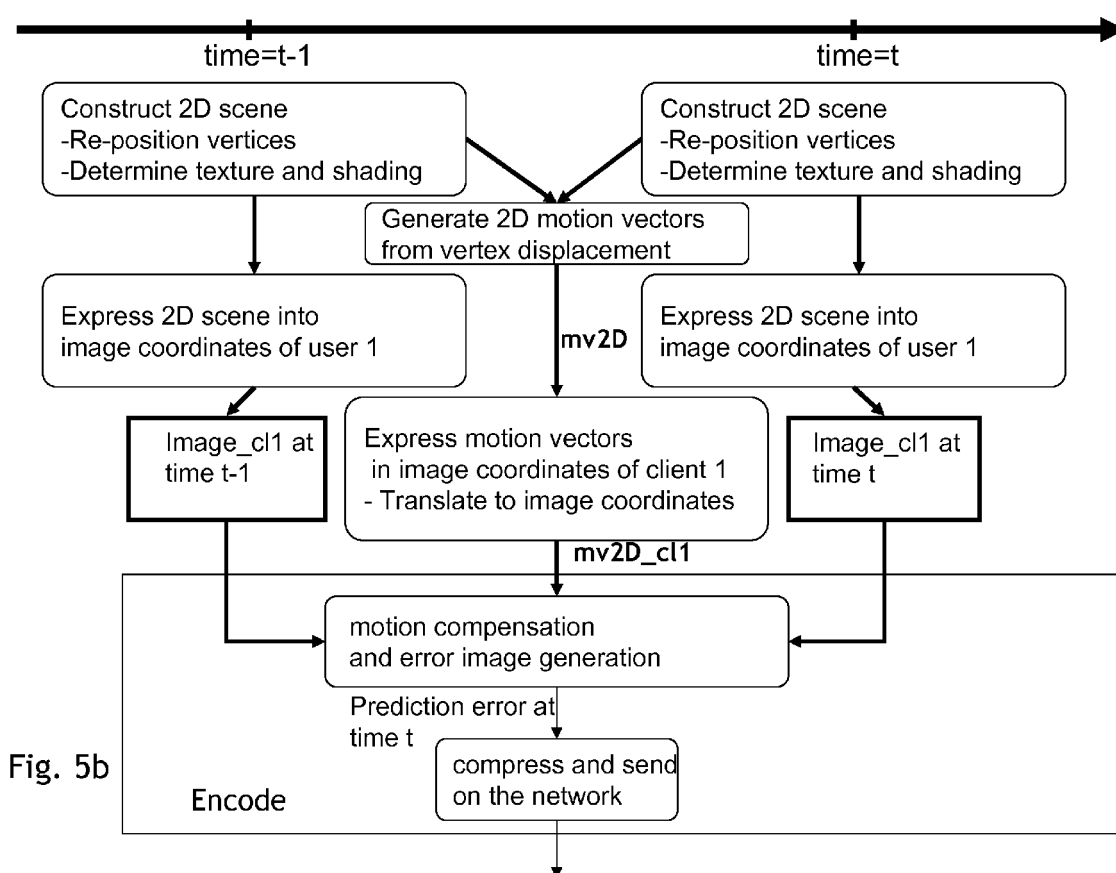 time=t-1
time=t
Construct 2D scene
-Re-position vertices
-Determine texture and shading
Construct 2D scene
-Re-position vertices
-Determine texture and shading
Generate 2D motion vectors
from vertex displacement
Express 2D scene into
image coordinates of user 1
mv2D
Express 2D scene into
image coordinates of user 1
Image_cl1 at
time t-1
Express motion vectors
in image coordinates of client 1
- Translate to image coordinates
Image_cl1 at
time t
mv2D_cl1
motion compensation
and error image generation
Prediction error at
time t
compress and send
on the network
Encode
Fig. 5b